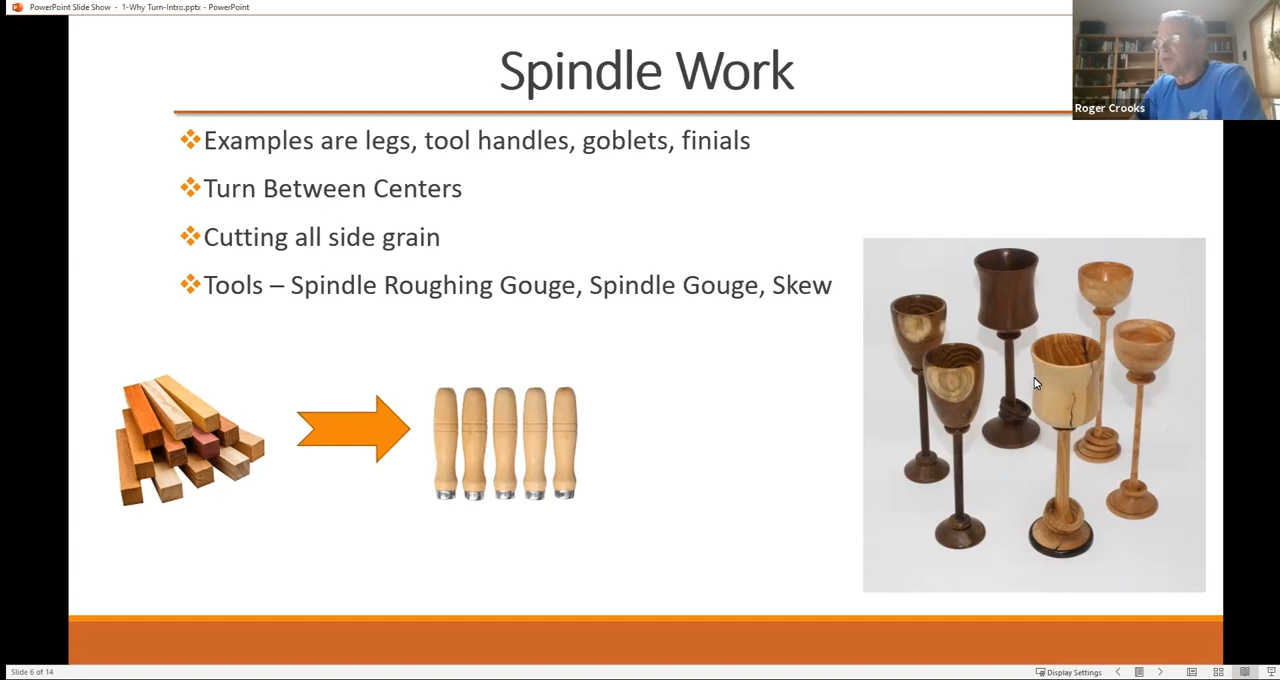 PowerPoint Slide Show - 1-Why Turn-Intro.pptx - PowerPoint
Spindle Work
Roger Crooks
Examples are legs, tool handles, goblets, finials
Turn Between Centers
Cutting all side grain
Tools – Spindle Roughing Gouge, Spindle Gouge, Skew
Slide 6 of 14
Display Settings